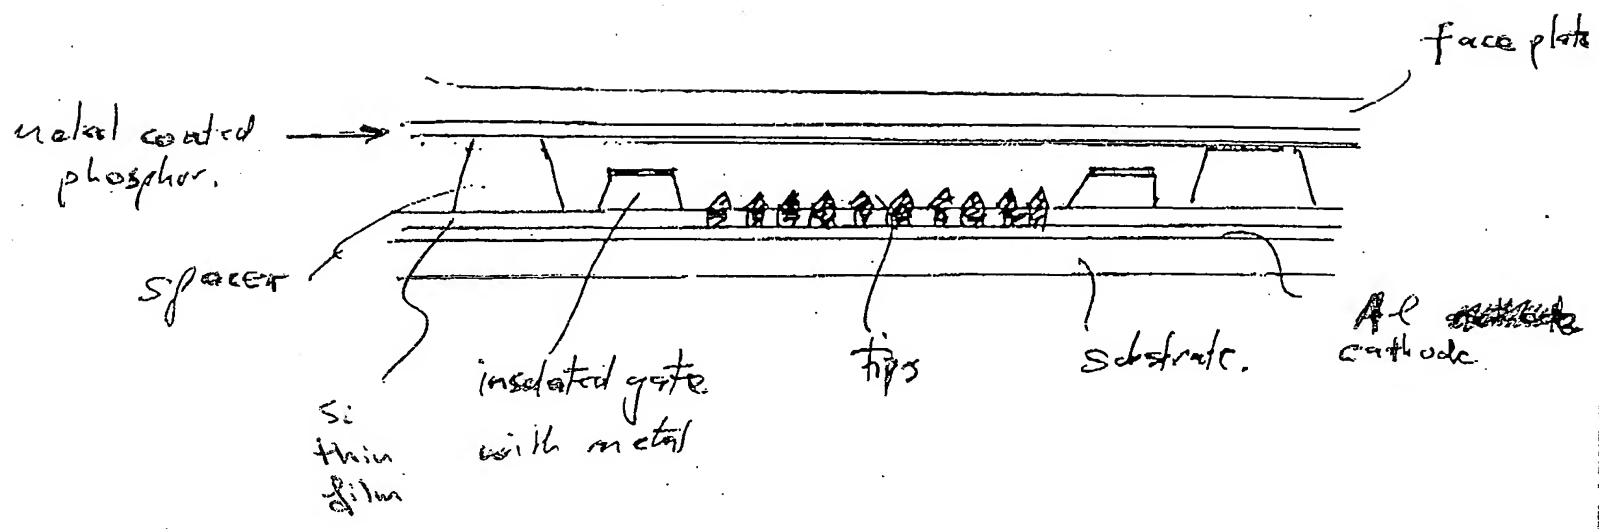 face plate
metal coated
phosphor.
spacer
Si
thin
film
insulated gate
with metal
tips
substrate.
Al
cathode.